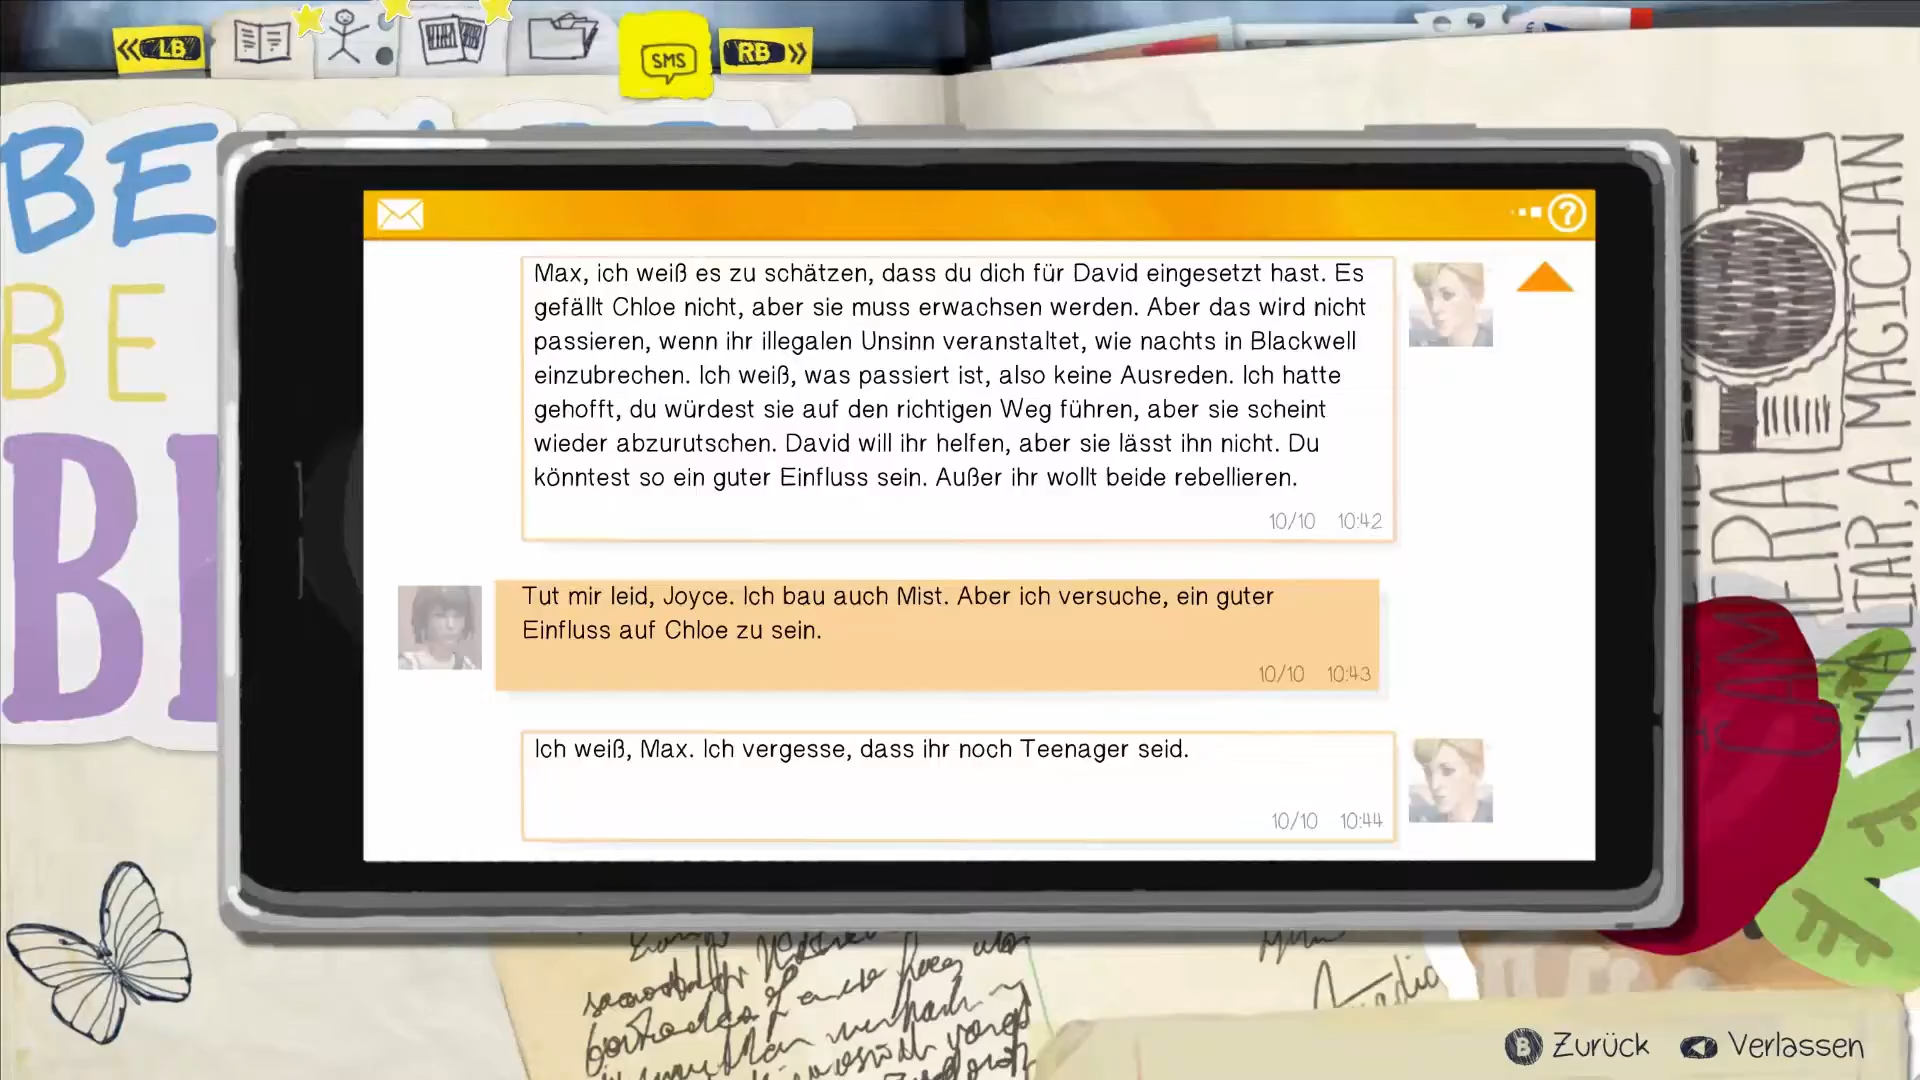 LB
SMS
RB
BE
BE
Max, ich weiß es zu schätzen, dass du dich für David eingesetzt hast. Es
gefällt Chloe nicht, aber sie muss erwachsen werden. Aber das wird nicht
passieren, wenn ihr illegalen Unsinn veranstaltet, wie nachts in Blackwell
einzubrechen. Ich weiß, was passiert ist, also keine Ausreden. Ich hatte
gehofft, du würdest sie auf den richtigen Weg führen, aber sie scheint
wieder abzurutschen. David will ihr helfen, aber sie lässt ihn nicht. Du
könntest so ein guter Einfluss sein. Außer ihr wollt beide rebellieren.
10/10 10:42
Tut mir leid, Joyce. Ich bau auch Mist. Aber ich versuche, ein guter
Einfluss auf Chloe zu sein.
10/10 10:43
Ich weiß, Max. Ich vergesse, dass ihr noch Teenager seid.
10/10 10:44
LIAR, A MAGICIAN
B Zurück
Verlassen